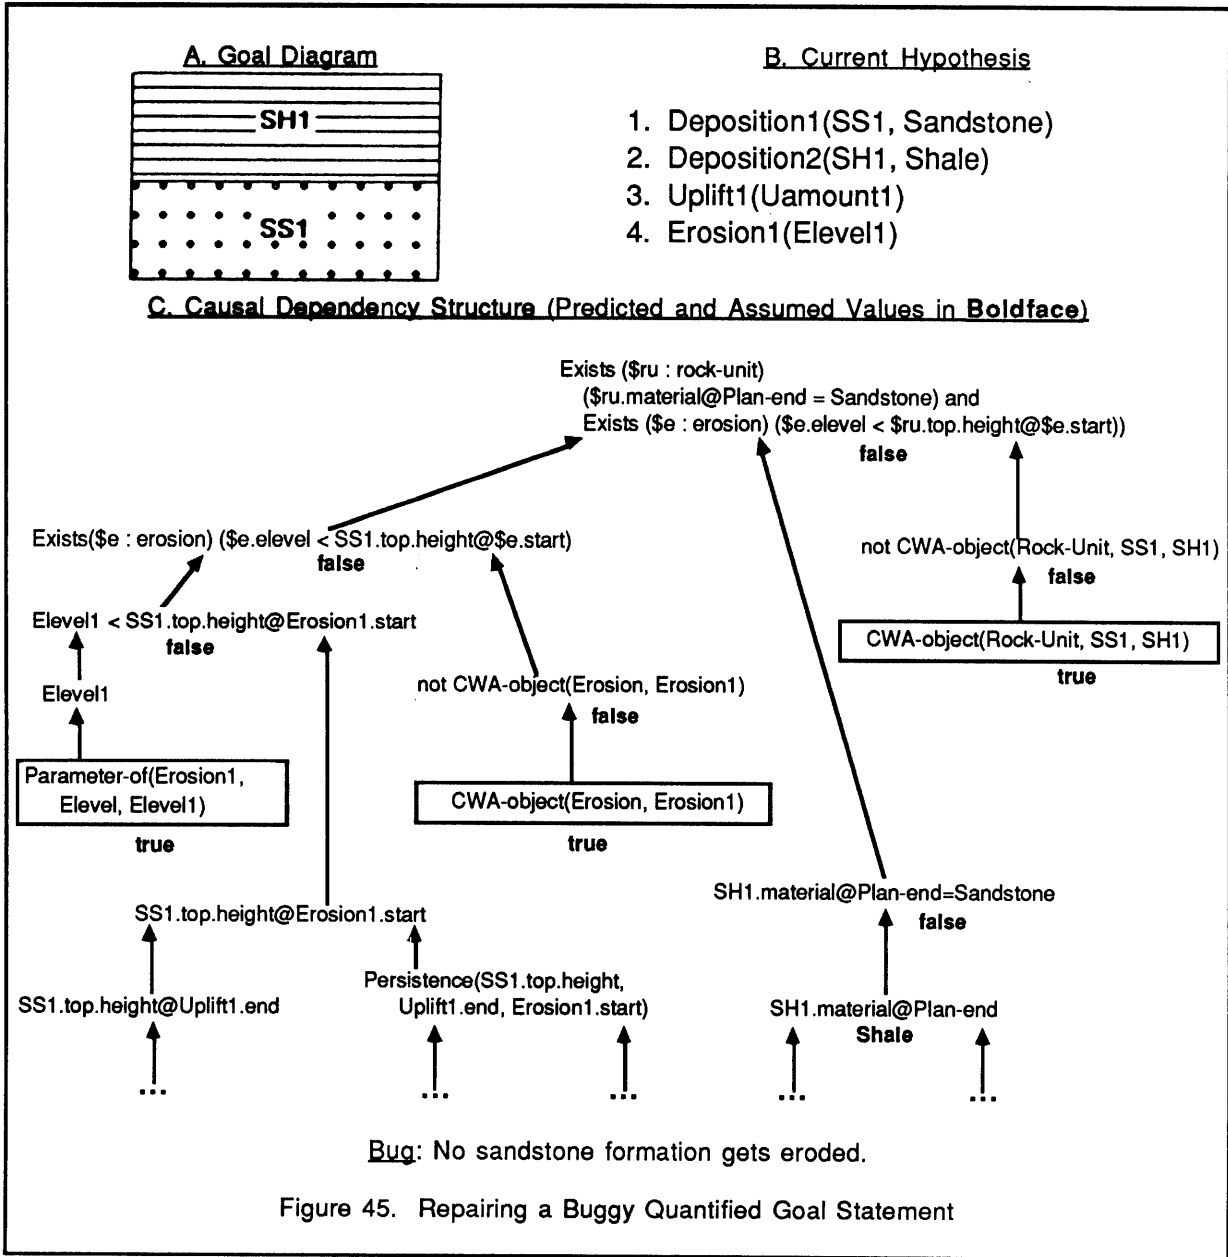 A. Goal Diagram
SH1
SS1
B. Current Hypothesis
1. Deposition1(SS1, Sandstone)
2. Deposition2(SH1, Shale)
3. Uplift1(Uamount1)
4. Erosion1(Elevel1)
C. Causal Dependency Structure (Predicted and Assumed Values in Boldface)
Exists ($ru : rock-unit)
($ru.material@Plan-end = Sandstone) and
Exists ($e : erosion) ($e.elevel < $ru.top.height@$e.start))
false
Exists($e : erosion) ($e.elevel < SS1.top.height@$e.start)
false
not CWA-object(Rock-Unit, SS1, SH1)
false
Elevel1 < SS1.top.height@Erosion1.start
false
CWA-object(Rock-Unit, SS1, SH1)
true
Elevel1
not CWA-object(Erosion, Erosion1)
false
Parameter-of(Erosion1,
Elevel, Elevel1)
true
CWA-object(Erosion, Erosion1)
true
SH1.material@Plan-end=Sandstone
false
SS1.top.height@Erosion1.start
Persistence(SS1.top.height,
Uplift1.end, Erosion1.start)
SS1.top.height@Uplift1.end
SH1.material@Plan-end
Shale
...
...
...
...
...
Bug: No sandstone formation gets eroded.
Figure 45. Repairing a Buggy Quantified Goal Statement